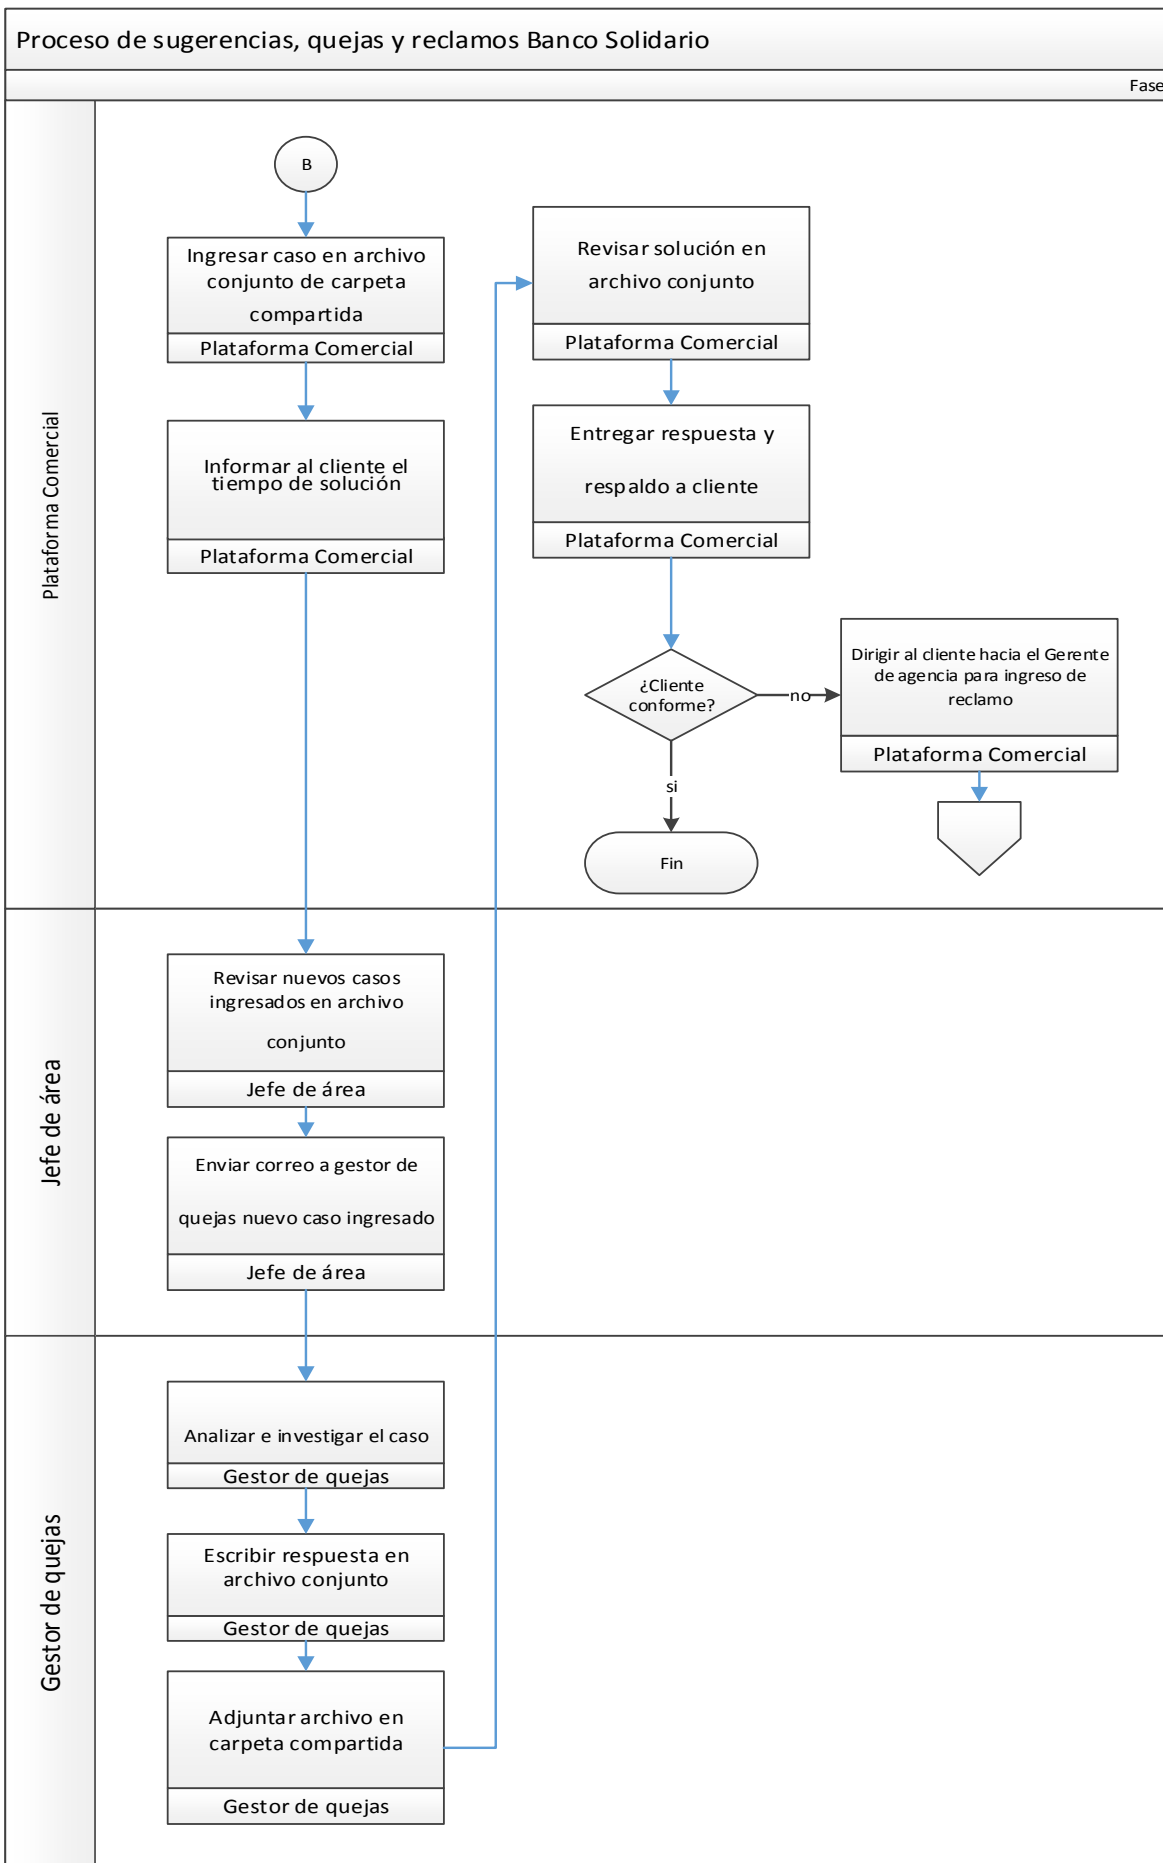 Proceso de sugerencias, quejas y reclamos Banco Solidario
Fase
Plataforma Comercial
B
Ingresar caso en archivo
conjunto de carpeta
compartida
Plataforma Comercial
Informar al cliente el
tiempo de solución
Plataforma Comercial
Revisar solución en
archivo conjunto
Plataforma Comercial
Entregar respuesta y
respaldo a cliente
Plataforma Comercial
¿Cliente
conforme?
no
Dirigir al cliente hacia el Gerente
de agencia para ingreso de
reclamo
Plataforma Comercial
si
Fin
Jefe de área
Revisar nuevos casos
ingresados en archivo
conjunto
Jefe de área
Enviar correo a gestor de
quejas nuevo caso ingresado
Jefe de área
Gestor de quejas
Analizar e investigar el caso
Gestor de quejas
Escribir respuesta en
archivo conjunto
Gestor de quejas
Adjuntar archivo en
carpeta compartida
Gestor de quejas